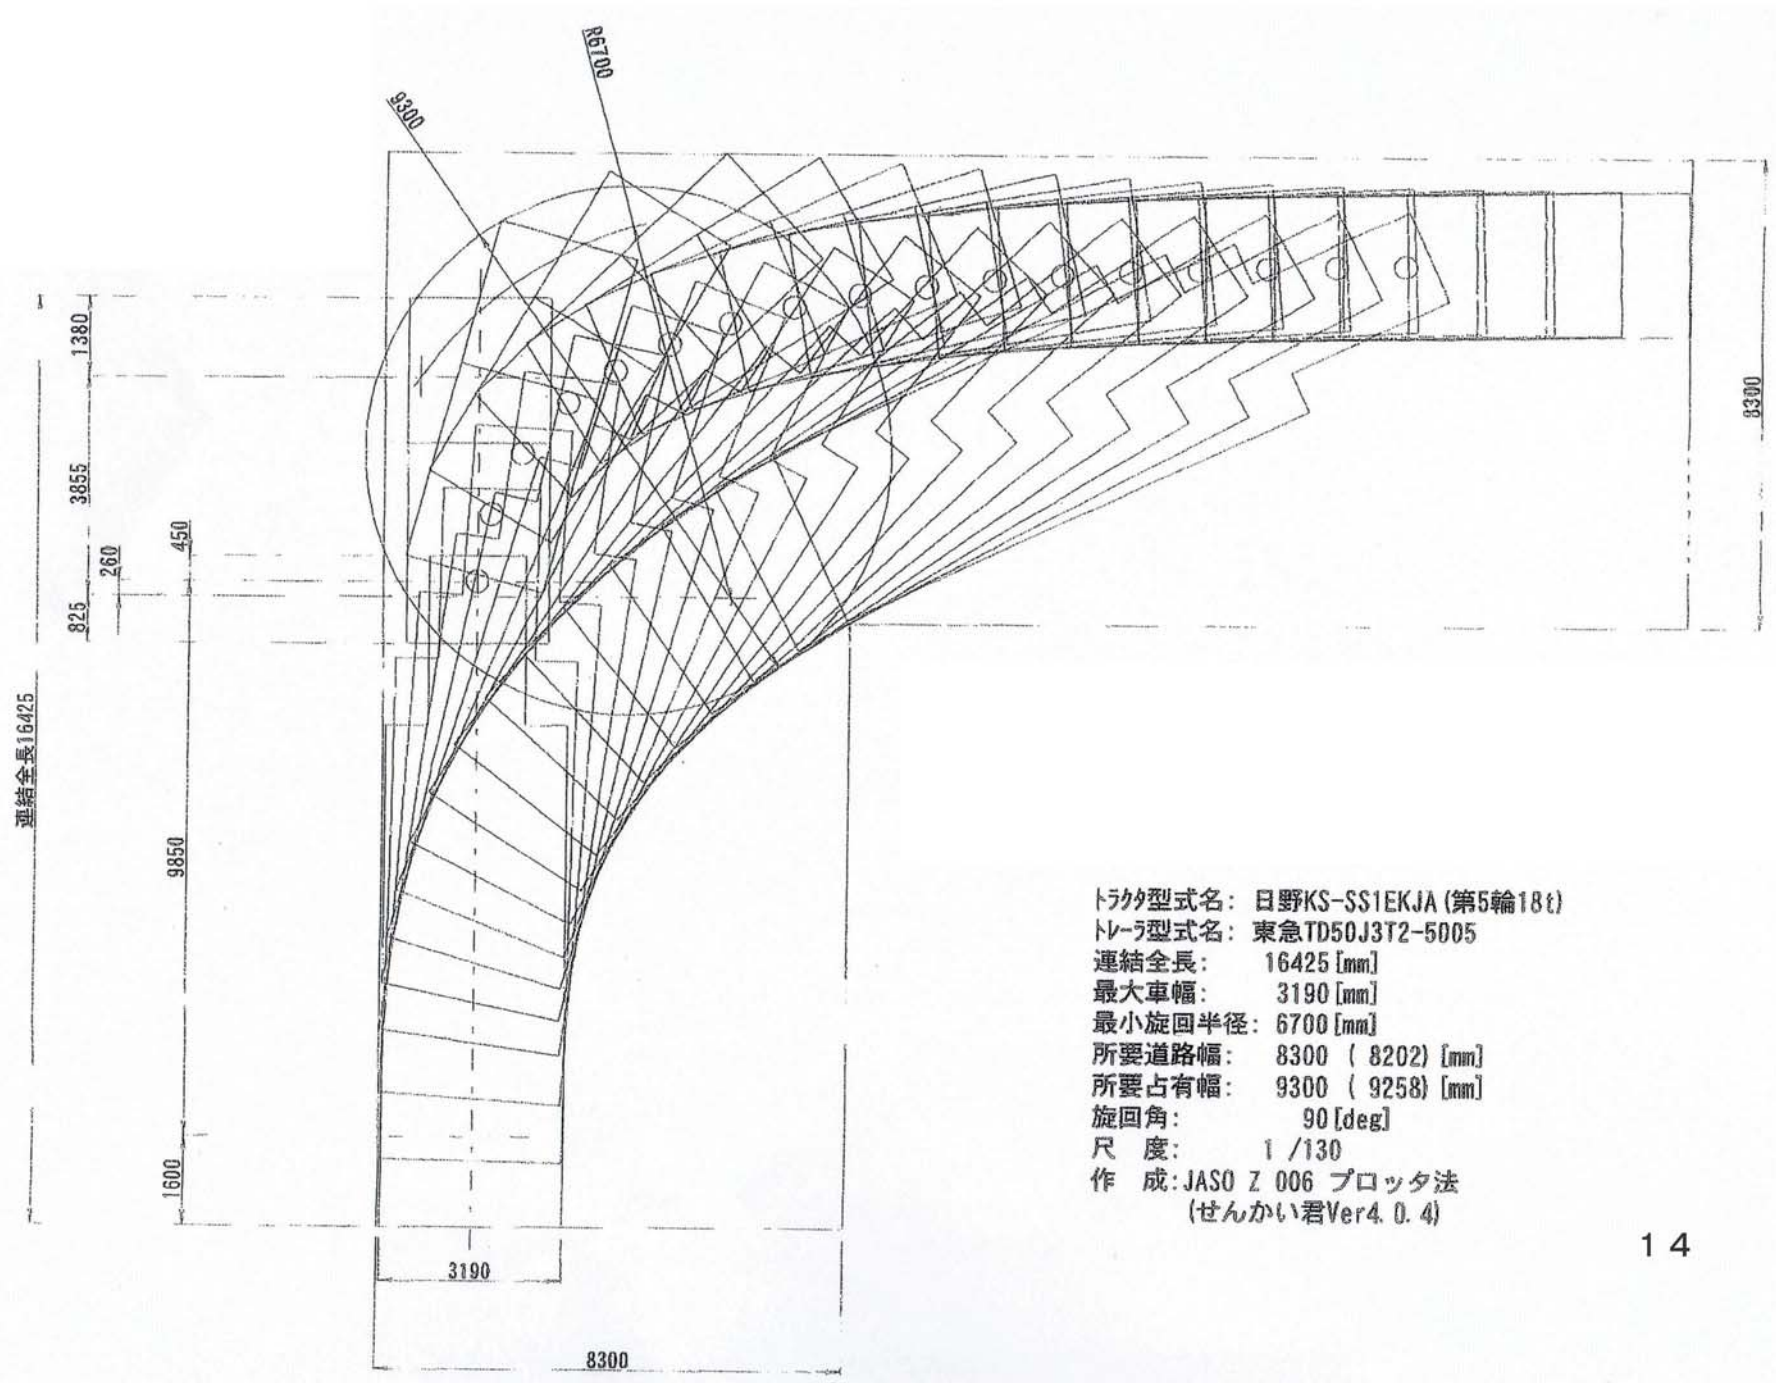 R6700
9300
1380
3855
450
260
825
連結全長16425
9850
1600
3190
8300
8300
トラクタ型式名: 日野KS-SS1EKJA (第5輪18t)
トレーラ型式名: 東急TD50J3T2-5005
連結全長: 16425 [mm]
最大車幅: 3190 [mm]
最小旋回半径: 6700 [mm]
所要道路幅: 8300 ( 8202) [mm]
所要占有幅: 9300 ( 9258) [mm]
旋回角: 90 [deg]
尺 度: 1 /130
作 成:JASO Z 006 プロッタ法
(せんかい君Ver4.0.4)
14